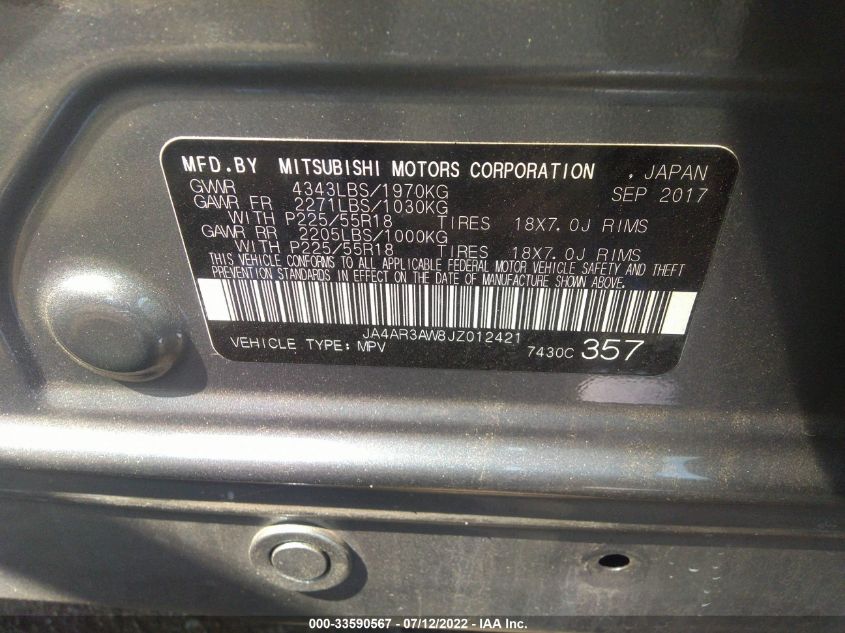 MFD.BY MITSUBISHI MOTORS CORPORATION , JAPAN
GVWR 4343LBS/1970KG SEP 2017
GAWR FR 2271LBS/1030KG
WITH P225/55R18 TIRES 18X7.0J RIMS
GAWR RR 2205LBS/1000KG
WITH P225/55R18 TIRES 18X7.0J RIMS
THIS VEHICLE CONFORMS TO ALL APPLICABLE FEDERAL MOTOR VEHICLE SAFETY AND THEFT
PREVENTION STANDARDS IN EFFECT ON THE DATE OF MANUFACTURE SHOWN ABOVE.
JA4AR3AW8JZ012421
VEHICLE TYPE: MPV 7430C 357
000-33590567 - 07/12/2022 - IAA Inc.